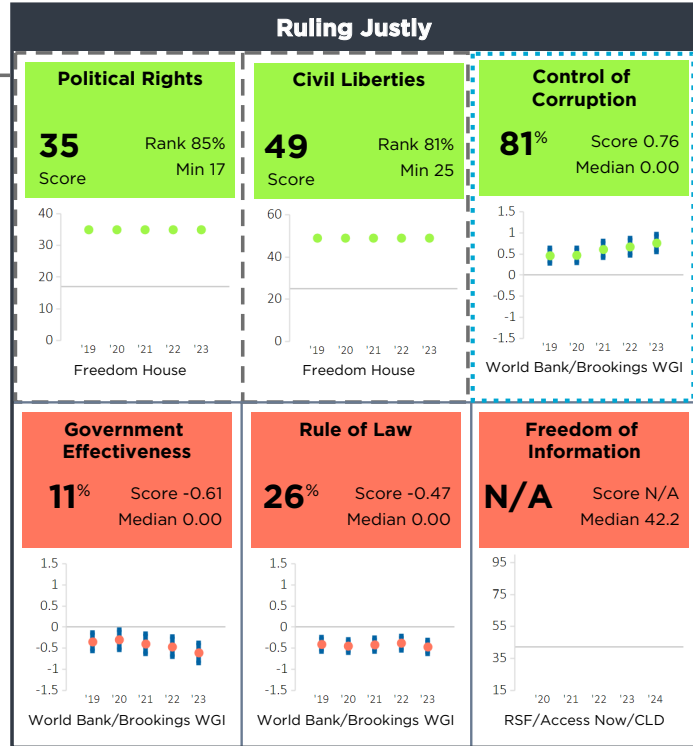 Ruling Justly
Political Rights
35
Score
Rank 85%
Min 17
40
30
20
10
0
'19 '20 '21 '22 '23
Freedom House
Civil Liberties
49
Score
Rank 81%
Min 25
60
40
20
0
'19 '20 '21 '22 '23
Freedom House
Control of
Corruption
81%
Score 0.76
Median 0.00
1.5
1
0.5
0
-0.5
-1
-1.5
'19 '20 '21 '22 '23
World Bank/Brookings WGI
Government
Effectiveness
11%
Score -0.61
Median 0.00
1.5
1
0.5
0
-0.5
-1
-1.5
'19 '20 '21 '22 '23
World Bank/Brookings WGI
Rule of Law
26%
Score -0.47
Median 0.00
1.5
1
0.5
0
-0.5
-1
-1.5
'19 '20 '21 '22 '23
World Bank/Brookings WGI
Freedom of
Information
N/A
Score N/A
Median 42.2
95
75
55
35
15
'20 '21 '22 '23 '24
RSF/Access Now/CLD